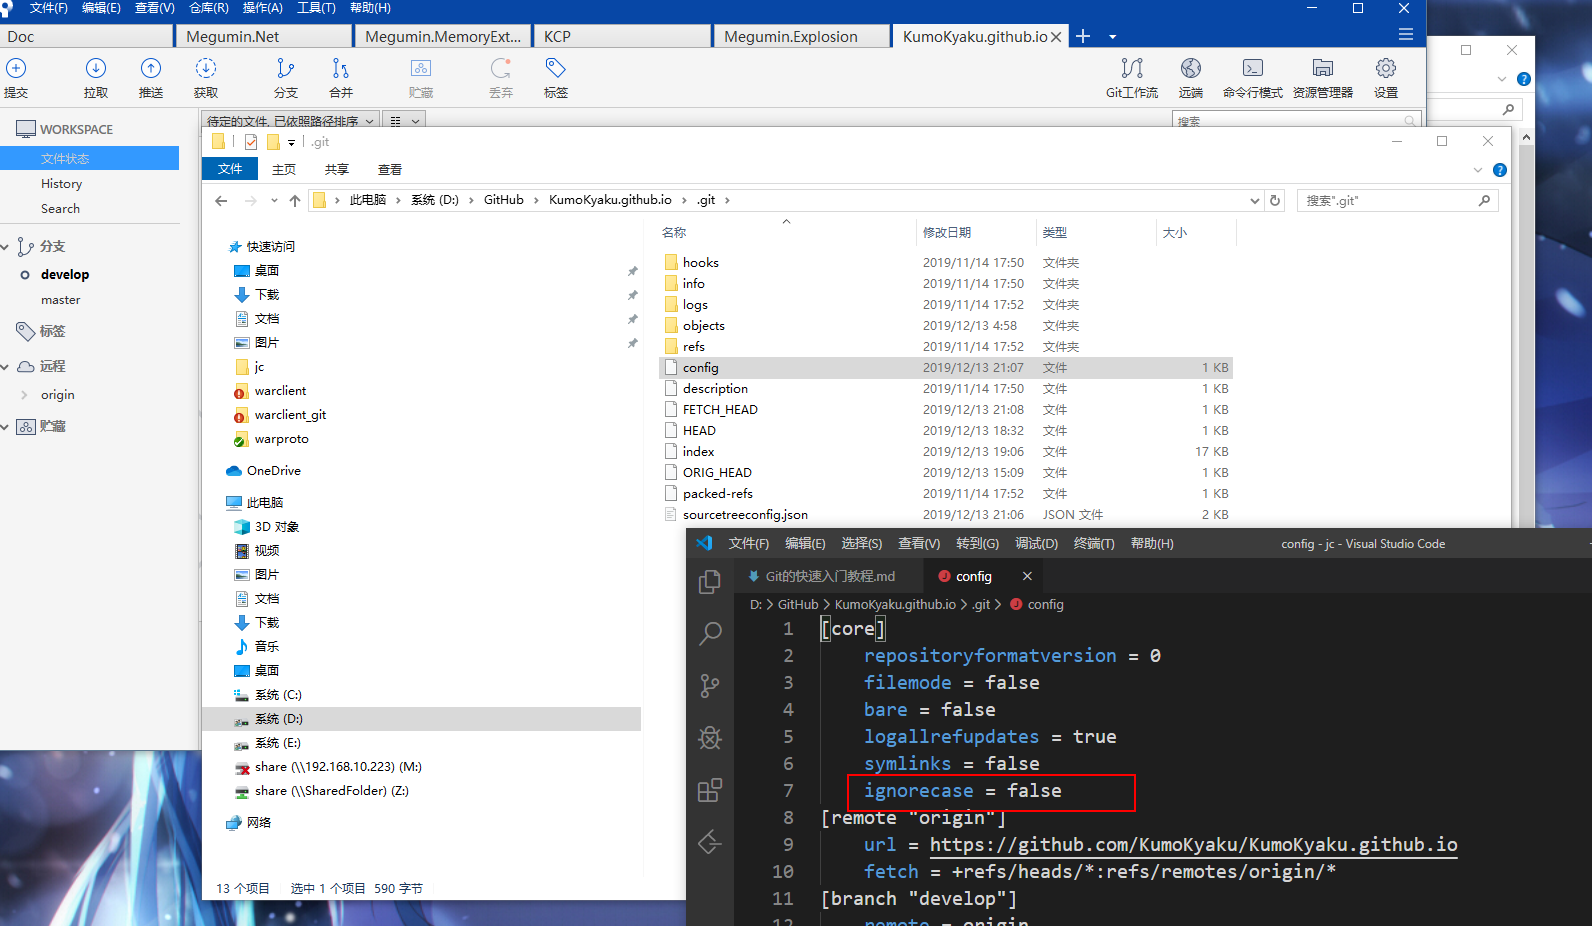 文件(F) 编辑(E) 查看(V) 仓库(R) 操作(A) 工具(T) 帮助(H)
Doc Megumin.Net Megumin.MemoryExt... KCP Megumin.Explosion KumoKyaku.github.io
提交 拉取 推送 获取 分支 合并 贮藏 丢弃 标签 Git工作流 远端 命令行模式 资源管理器 设置
待定的文件, 已依照路径排序 搜索
WORKSPACE
文件状态
History
Search
分支
develop
master
标签
远程
origin
贮藏
.git
文件 主页 共享 查看
此电脑 系统 (D:) GitHub KumoKyaku.github.io .git 搜索".git"
快速访问
桌面
下载
文档
图片
jc
warclient
warclient_git
warproto
OneDrive
此电脑
3D 对象
视频
图片
文档
下载
音乐
桌面
系统 (C:)
系统 (D:)
系统 (E:)
share (\\192.168.10.223) (M:)
share (\\SharedFolder) (Z:)
网络
名称 修改日期 类型 大小
hooks 2019/11/14 17:50 文件夹
info 2019/11/14 17:50 文件夹
logs 2019/11/14 17:52 文件夹
objects 2019/12/13 4:58 文件夹
refs 2019/11/14 17:52 文件夹
config 2019/12/13 21:07 文件 1 KB
description 2019/11/14 17:50 文件 1 KB
FETCH_HEAD 2019/12/13 21:08 文件 1 KB
HEAD 2019/12/13 18:32 文件 1 KB
index 2019/12/13 19:06 文件 17 KB
ORIG_HEAD 2019/12/13 15:09 文件 1 KB
packed-refs 2019/11/14 17:52 文件 1 KB
sourcetreeconfig.json 2019/12/13 21:06 JSON 文件 2 KB
13 个项目 选中 1 个项目 590 字节
文件(F) 编辑(E) 选择(S) 查看(V) 转到(G) 调试(D) 终端(T) 帮助(H) config - jc - Visual Studio Code
Git的快速入门教程.md config
D: > GitHub > KumoKyaku.github.io > .git > config
1 [core]
2 repositoryformatversion = 0
3 filemode = false
4 bare = false
5 logallrefupdates = true
6 symlinks = false
7 ignorecase = false
8 [remote "origin"]
9 url = https://github.com/KumoKyaku/KumoKyaku.github.io
10 fetch = +refs/heads/*:refs/remotes/origin/*
11 [branch "develop"]
12 remote = origin